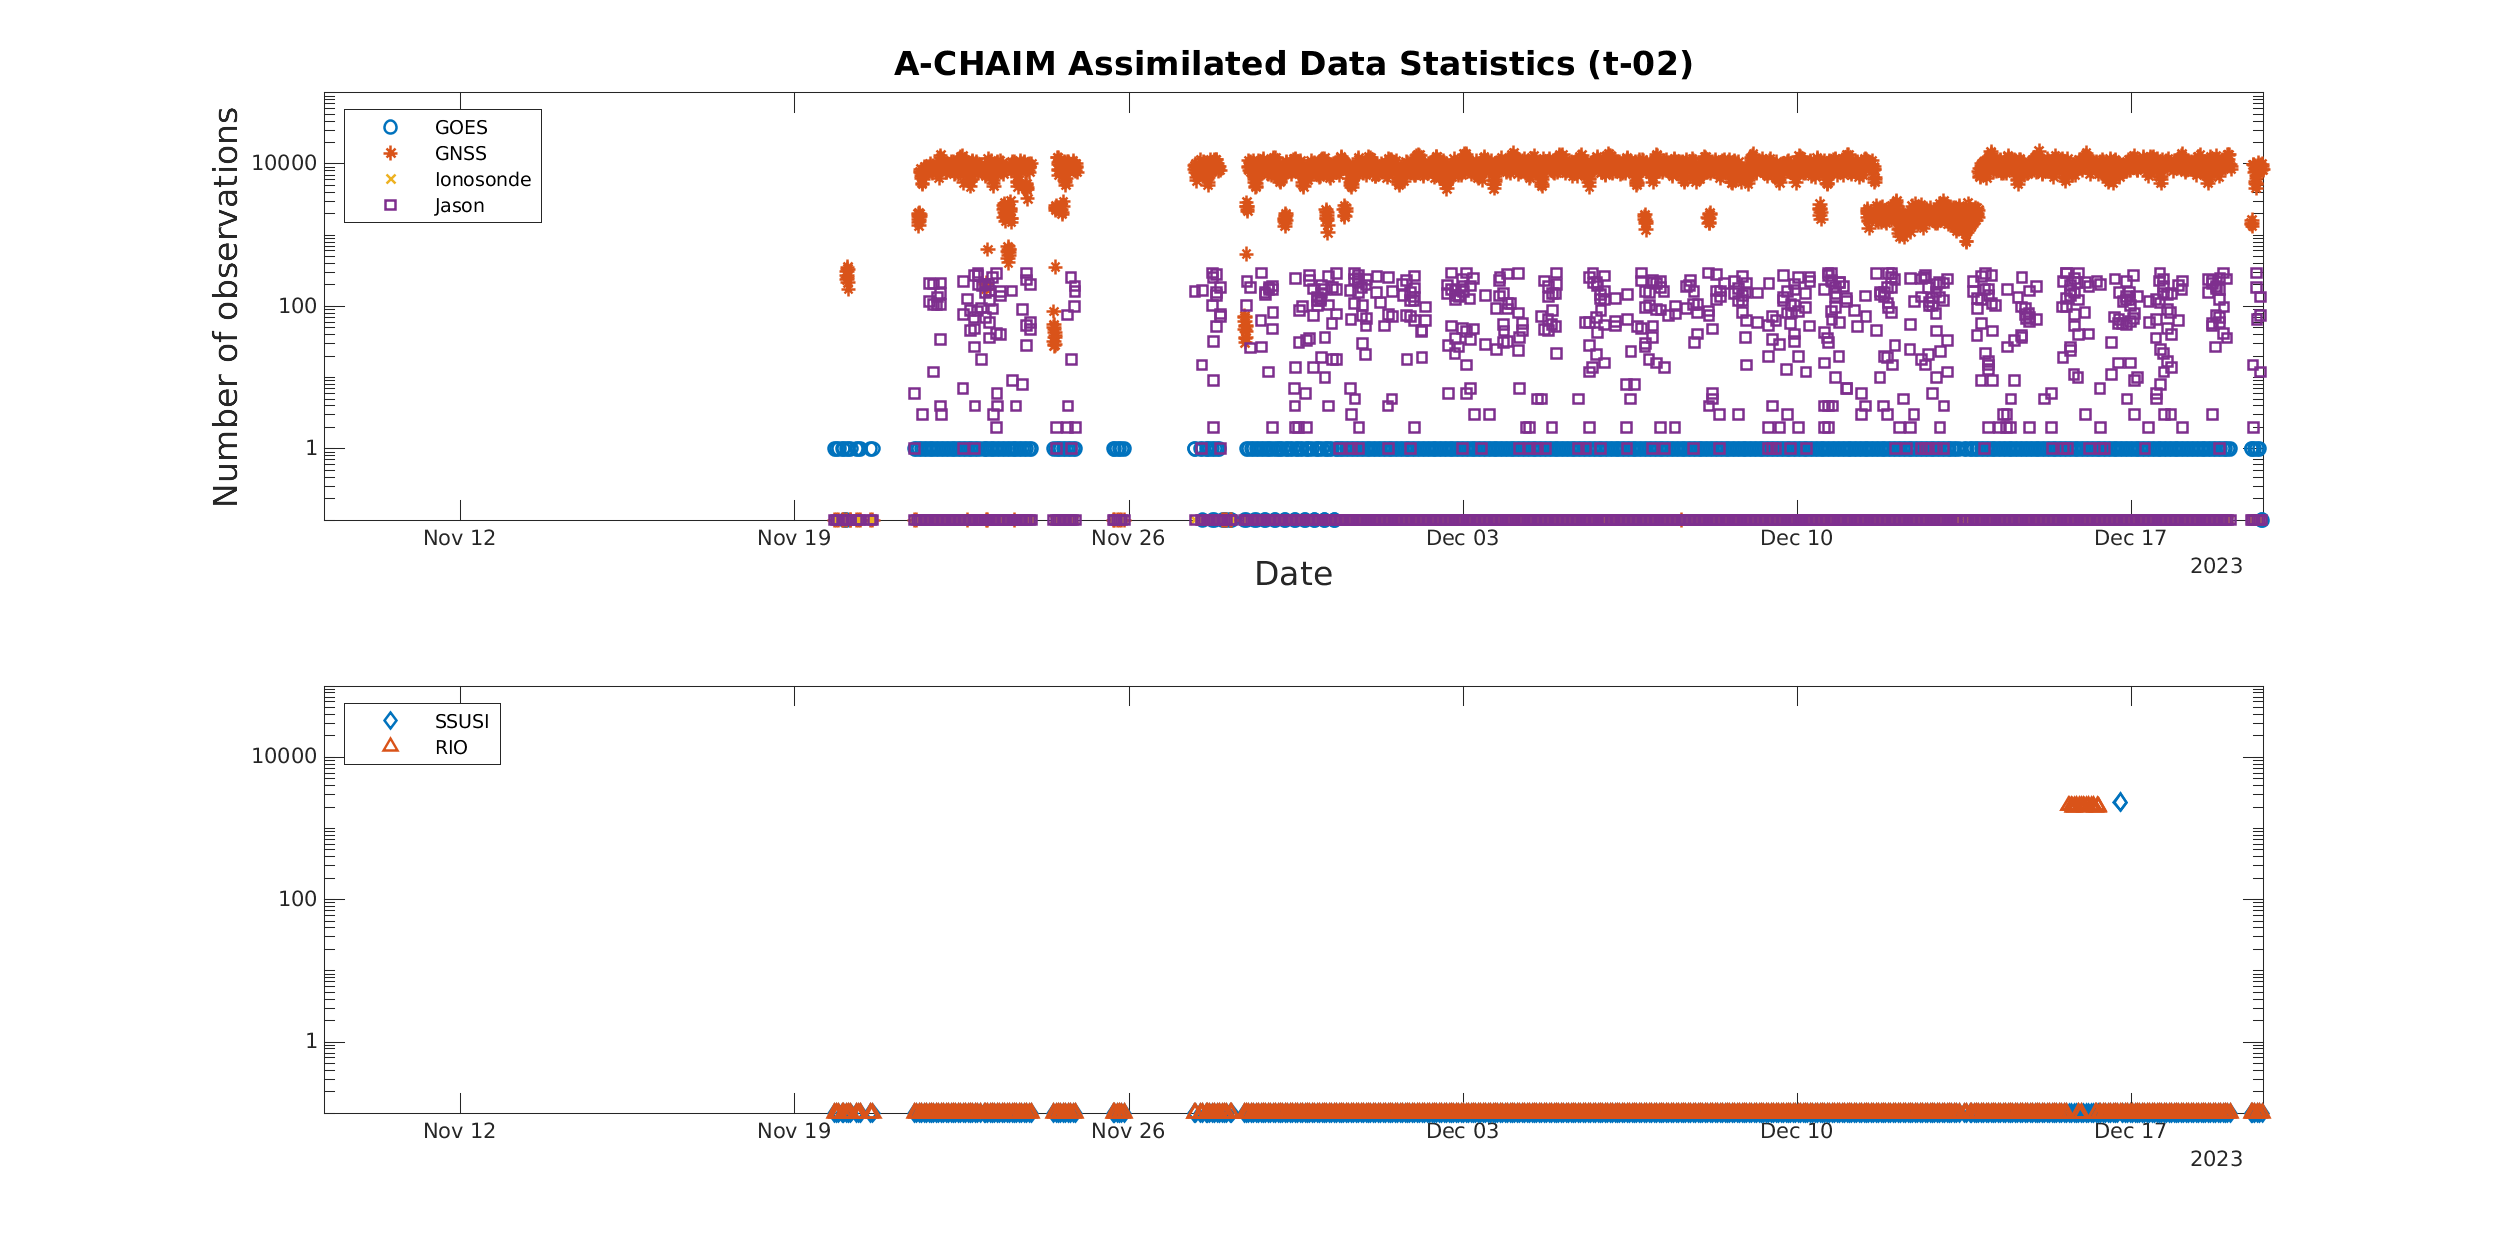 A-CHAIM Assimilated Data Statistics (t-02)
Number of observations
10000
100
1
GOES
GNSS
Ionosonde
Jason
Nov 12 Nov 19 Nov 26 Dec 03 Dec 10 Dec 17
2023
Date
10000
100
1
SSUSI
RIO
Nov 12 Nov 19 Nov 26 Dec 03 Dec 10 Dec 17
2023